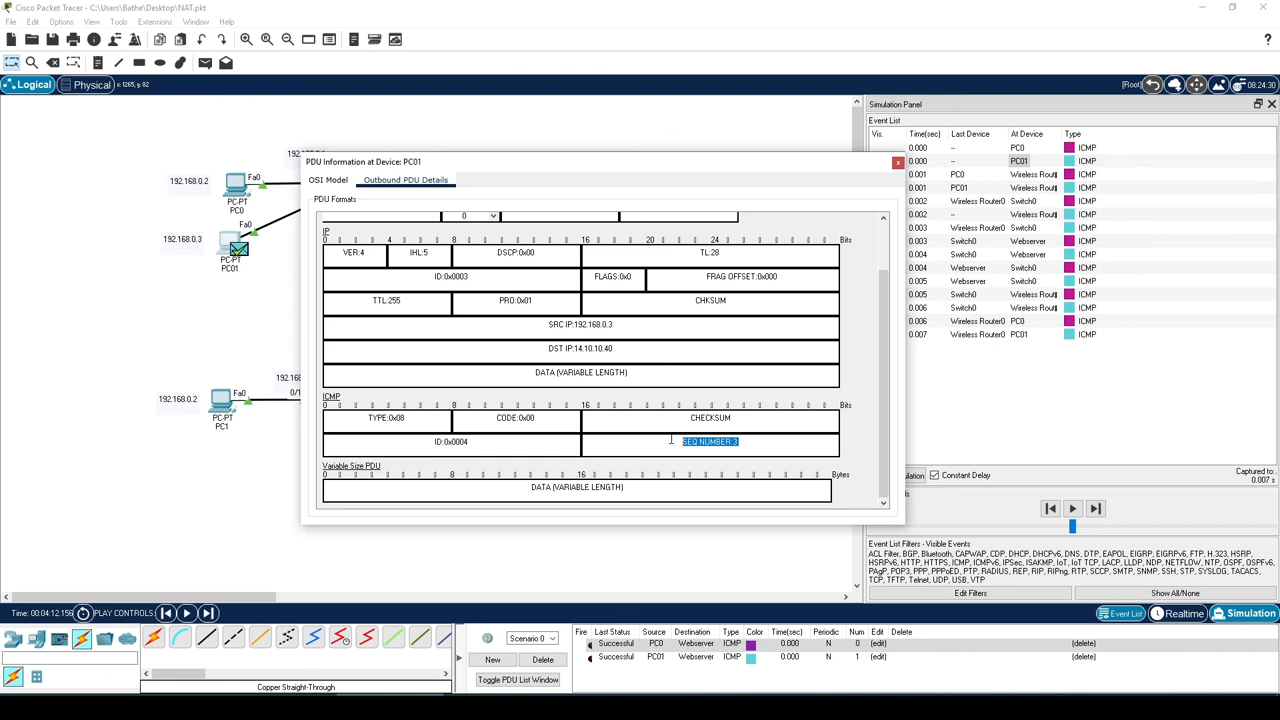 Cisco Packet Tracer - C:\Users\Bathe\Desktop\NAT.pkt
File Edit Options View Tools Extensions Window Help
Logical Physical x: 1265, y: 82 [Root] 08:24:30
Simulation Panel
Event List
Vis. Time(sec) Last Device At Device Type
0.000 -- PC0 ICMP
0.000 -- PC01 ICMP
0.001 PC0 Wireless Rout ICMP
0.001 PC01 Wireless Rout ICMP
0.002 Wireless Router0 Switch0 ICMP
0.002 -- Wireless Rout ICMP
0.003 Wireless Router0 Switch0 ICMP
0.003 Switch0 Webserver ICMP
0.004 Switch0 Webserver ICMP
0.004 Webserver Switch0 ICMP
0.005 Webserver Switch0 ICMP
0.005 Switch0 Wireless Rout ICMP
0.006 Switch0 Wireless Rout ICMP
0.006 Wireless Router0 PC0 ICMP
0.007 Wireless Router0 PC01 ICMP
192.168.0.2
Fa0
PC-PT
PC0
192.168.0.3
Fa0
PC-PT
PC01
192.168.0.2
Fa0
0/1
PC-PT
PC1
PDU Information at Device: PC01
OSI Model Outbound PDU Details
PDU Formats
0
IP
0 4 8 16 20 24 Bits
VER:4 IHL:5 DSCP:0x00 TL:28
ID:0x0003 FLAGS:0x0 FRAG OFFSET:0x000
TTL:255 PRO:0x01 CHKSUM
SRC IP:192.168.0.3
DST IP:14.10.10.40
DATA (VARIABLE LENGTH)
ICMP
0 8 16 Bits
TYPE:0x08 CODE:0x00 CHECKSUM
ID:0x0004 SEQ NUMBER:3
Variable Size PDU
0 8 16 Bytes
DATA (VARIABLE LENGTH)
Constant Delay Captured to:
0.007 s
Event List Filters - Visible Events
ACL Filter, BGP, Bluetooth, CAPWAP, CDP, DHCP, DHCPv6, DNS, DTP, EAPOL, EIGRP, EIGRPv6, FTP, H.323, HSRP,
HSRPv6, HTTP, HTTPS, ICMP, ICMPv6, IPSec, ISAKMP, IoT, IoT TCP, LACP, LLDP, NDP, NETFLOW, NTP, OSPF, OSPFv6,
PAgP, POP3, PPP, PPPoED, PTP, RADIUS, REP, RIP, RIPng, RTP, SCCP, SMTP, SNMP, SSH, STP, SYSLOG, TACACS,
TCP, TFTP, Telnet, UDP, USB, VTP
Edit Filters Show All/None
Time: 00:04:12.156 PLAY CONTROLS: Event List Realtime Simulation
Scenario 0
New Delete
Toggle PDU List Window
Copper Straight-Through
Fire Last Status Source Destination Type Color Time(sec) Periodic Num Edit Delete
Successful PC0 Webserver ICMP 0.000 N 0 (edit) (delete)
Successful PC01 Webserver ICMP 0.000 N 1 (edit) (delete)